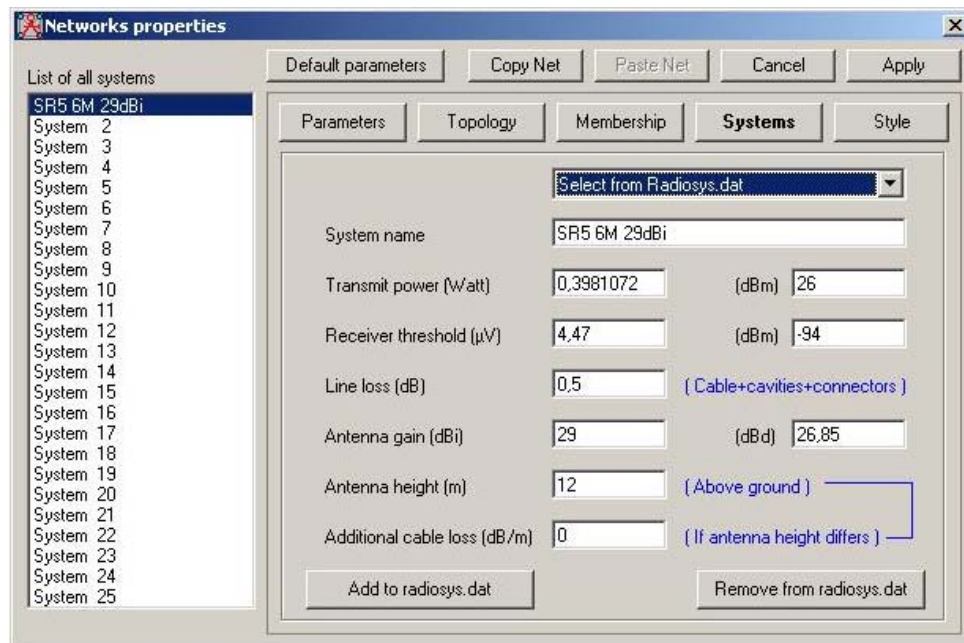 Networks properties
List of all systems
Default parameters
Copy Net
Paste Net
Cancel
Apply
SR5 6M 29dBi
System 2
System 3
System 4
System 5
System 6
System 7
System 8
System 9
System 10
System 11
System 12
System 13
System 14
System 15
System 16
System 17
System 18
System 19
System 20
System 21
System 22
System 23
System 24
System 25
Parameters
Topology
Membership
Systems
Style
Select from Radiosys.dat
System name SR5 6M 29dBi
Transmit power (Watt) 0,3981072 (dBm) 26
Receiver threshold (µV) 4,47 (dBm) -94
Line loss (dB) 0,5 ( Cable+cavities+connectors )
Antenna gain (dBi) 29 (dBd) 26,85
Antenna height (m) 12 ( Above ground )
Additional cable loss (dB/m) 0 ( If antenna height differs )
Add to radiosys.dat
Remove from radiosys.dat